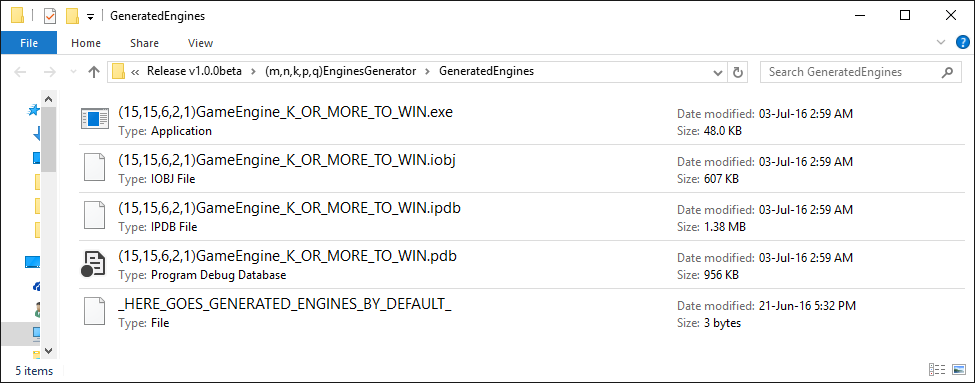 GeneratedEngines
File Home Share View
Release v1.0.0beta (m,n,k,p,q)EnginesGenerator GeneratedEngines Search GeneratedEngines
(15,15,6,2,1)GameEngine_K_OR_MORE_TO_WIN.exe Date modified: 03-Jul-16 2:59 AM
Type: Application Size: 48.0 KB
(15,15,6,2,1)GameEngine_K_OR_MORE_TO_WIN.iobj Date modified: 03-Jul-16 2:59 AM
Type: IOBJ File Size: 607 KB
(15,15,6,2,1)GameEngine_K_OR_MORE_TO_WIN.ipdb Date modified: 03-Jul-16 2:59 AM
Type: IPDB File Size: 1.38 MB
(15,15,6,2,1)GameEngine_K_OR_MORE_TO_WIN.pdb Date modified: 03-Jul-16 2:59 AM
Type: Program Debug Database Size: 956 KB
_HERE_GOES_GENERATED_ENGINES_BY_DEFAULT_ Date modified: 21-Jun-16 5:32 PM
Type: File Size: 3 bytes
5 items